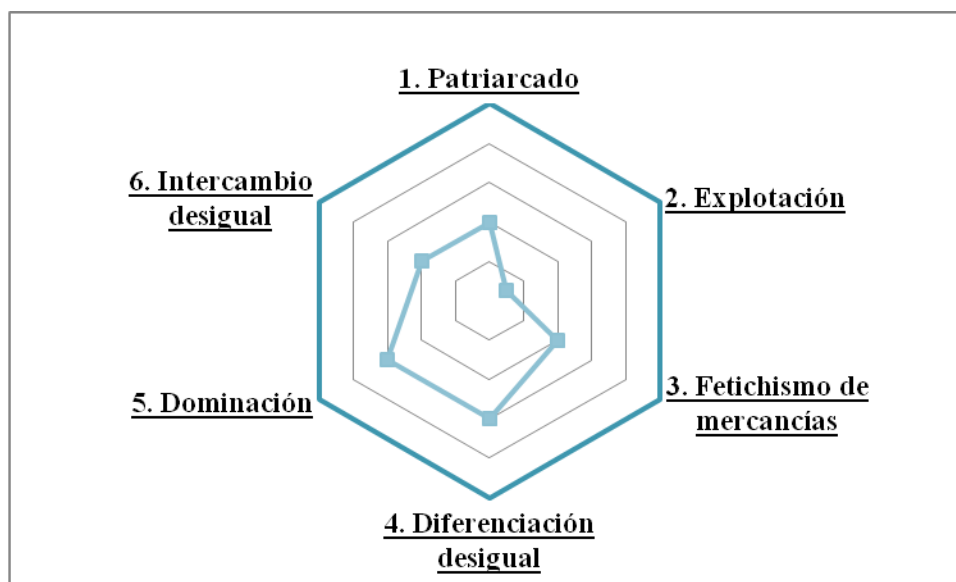 1. Patriarcado
2. Explotación
3. Fetichismo de
mercancías
4. Diferenciación
desigual
5. Dominación
6. Intercambio
desigual